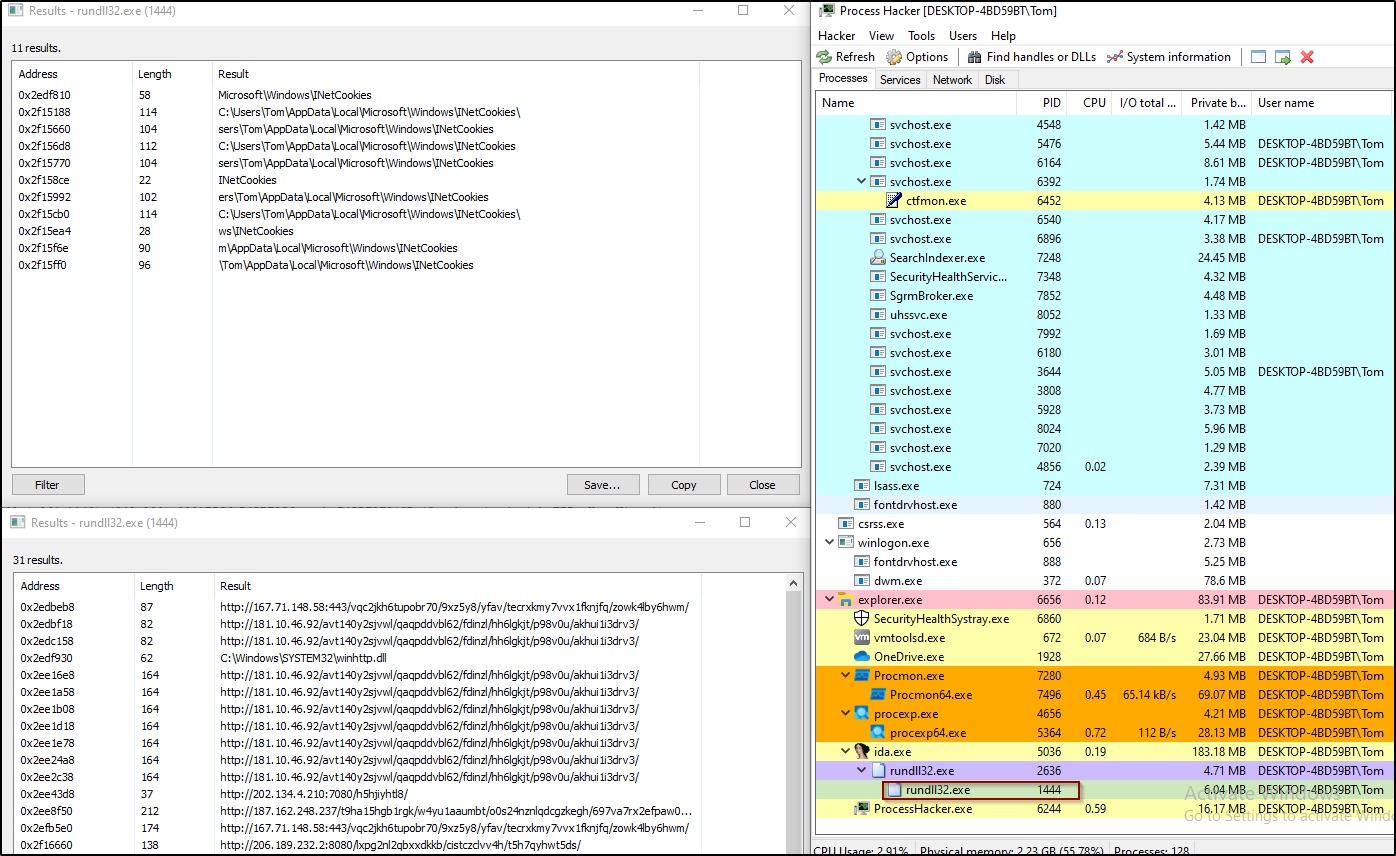 Results - rundll32.exe (1444)
11 results.
Address Length Result
0x2edf810 58 Microsoft\Windows\INetCookies
0x2f15188 114 C:\Users\Tom\AppData\Local\Microsoft\Windows\INetCookies\
0x2f15660 104 sers\Tom\AppData\Local\Microsoft\Windows\INetCookies
0x2f156d8 112 C:\Users\Tom\AppData\Local\Microsoft\Windows\INetCookies
0x2f15770 104 sers\Tom\AppData\Local\Microsoft\Windows\INetCookies
0x2f158ce 22 INetCookies
0x2f15992 102 ers\Tom\AppData\Local\Microsoft\Windows\INetCookies
0x2f15cb0 114 C:\Users\Tom\AppData\Local\Microsoft\Windows\INetCookies\
0x2f15ea4 28 ws\INetCookies
0x2f15f6e 90 m\AppData\Local\Microsoft\Windows\INetCookies
0x2f15ff0 96 \Tom\AppData\Local\Microsoft\Windows\INetCookies
Filter Save... Copy Close
Results - rundll32.exe (1444)
31 results.
Address Length Result
0x2edbeb8 87 http://167.71.148.58:443/vqc2jkh6tupobr70/9xz5y8/yfav/tecrxkmy7vvx1fknjfq/zowk4lby6hwm/
0x2edbf18 82 http://181.10.46.92/avt140y2sjvwl/qaqpddvbl62/fdinzl/hh6lgkjt/p98v0u/akhui1i3drv3/
0x2edc158 82 http://181.10.46.92/avt140y2sjvwl/qaqpddvbl62/fdinzl/hh6lgkjt/p98v0u/akhui1i3drv3/
0x2edf930 62 C:\Windows\SYSTEM32\winhttp.dll
0x2ee16e8 164 http://181.10.46.92/avt140y2sjvwl/qaqpddvbl62/fdinzl/hh6lgkjt/p98v0u/akhui1i3drv3/
0x2ee1a58 164 http://181.10.46.92/avt140y2sjvwl/qaqpddvbl62/fdinzl/hh6lgkjt/p98v0u/akhui1i3drv3/
0x2ee1b08 164 http://181.10.46.92/avt140y2sjvwl/qaqpddvbl62/fdinzl/hh6lgkjt/p98v0u/akhui1i3drv3/
0x2ee1d18 164 http://181.10.46.92/avt140y2sjvwl/qaqpddvbl62/fdinzl/hh6lgkjt/p98v0u/akhui1i3drv3/
0x2ee1e78 164 http://181.10.46.92/avt140y2sjvwl/qaqpddvbl62/fdinzl/hh6lgkjt/p98v0u/akhui1i3drv3/
0x2ee24a8 164 http://181.10.46.92/avt140y2sjvwl/qaqpddvbl62/fdinzl/hh6lgkjt/p98v0u/akhui1i3drv3/
0x2ee2c38 164 http://181.10.46.92/avt140y2sjvwl/qaqpddvbl62/fdinzl/hh6lgkjt/p98v0u/akhui1i3drv3/
0x2ee43d8 37 http://202.134.4.210:7080/h5hjiyhtl8/
0x2ee8f50 212 http://187.162.248.237/t9ha15hgb1rgk/w4yu1aaumbt/o0s24nznlqdcgzkegh/697va7rx2efpaw0...
0x2efb5e0 174 http://167.71.148.58:443/vqc2jkh6tupobr70/9xz5y8/yfav/tecrxkmy7vvx1fknjfq/zowk4lby6hwm/
0x2f16660 138 http://206.189.232.2:8080/lxpg2nl2qbxxdkkb/cistczclvv4h/t5h7qyhwt5ds/
Process Hacker [DESKTOP-4BD59BT\Tom]
Hacker View Tools Users Help
Refresh Options Find handles or DLLs System information
Processes Services Network Disk
Name PID CPU I/O total ... Private b... User name
svchost.exe 4548 1.42 MB
svchost.exe 5476 5.44 MB DESKTOP-4BD59BT\Tom
svchost.exe 6164 8.61 MB DESKTOP-4BD59BT\Tom
svchost.exe 6392 1.74 MB
ctfmon.exe 6452 4.13 MB DESKTOP-4BD59BT\Tom
svchost.exe 6540 4.17 MB
svchost.exe 6896 3.38 MB DESKTOP-4BD59BT\Tom
SearchIndexer.exe 7248 24.45 MB
SecurityHealthServic... 7348 4.32 MB
SgrmBroker.exe 7852 4.48 MB
uhssvc.exe 8052 1.33 MB
svchost.exe 7992 1.69 MB
svchost.exe 6180 3.01 MB
svchost.exe 3644 5.05 MB DESKTOP-4BD59BT\Tom
svchost.exe 3808 4.77 MB
svchost.exe 5928 3.73 MB
svchost.exe 8024 5.96 MB
svchost.exe 7020 1.29 MB
svchost.exe 4856 0.02 2.39 MB
lsass.exe 724 7.31 MB
fontdrvhost.exe 880 1.42 MB
csrss.exe 564 0.13 2.04 MB
winlogon.exe 656 2.73 MB
fontdrvhost.exe 888 5.25 MB
dwm.exe 372 0.07 78.6 MB
explorer.exe 6656 0.12 83.91 MB DESKTOP-4BD59BT\Tom
SecurityHealthSystray.exe 6860 1.71 MB DESKTOP-4BD59BT\Tom
vmtoolsd.exe 672 0.07 684 B/s 23.04 MB DESKTOP-4BD59BT\Tom
OneDrive.exe 1928 27.66 MB DESKTOP-4BD59BT\Tom
Procmon.exe 7280 4.93 MB DESKTOP-4BD59BT\Tom
Procmon64.exe 7496 0.45 65.14 kB/s 69.07 MB DESKTOP-4BD59BT\Tom
procexp.exe 4656 4.21 MB DESKTOP-4BD59BT\Tom
procexp64.exe 5364 0.72 112 B/s 28.13 MB DESKTOP-4BD59BT\Tom
ida.exe 5036 0.19 183.18 MB DESKTOP-4BD59BT\Tom
rundll32.exe 2636 4.71 MB DESKTOP-4BD59BT\Tom
rundll32.exe 1444 6.04 MB DESKTOP-4BD59BT\Tom
ProcessHacker.exe 6244 0.59 16.17 MB DESKTOP-4BD59BT\Tom
Activate Windows
Go to Settings to activate Windo
CPU Usage: 2.91% Physical memory: 2.23 GB (55.78%) Processes: 128